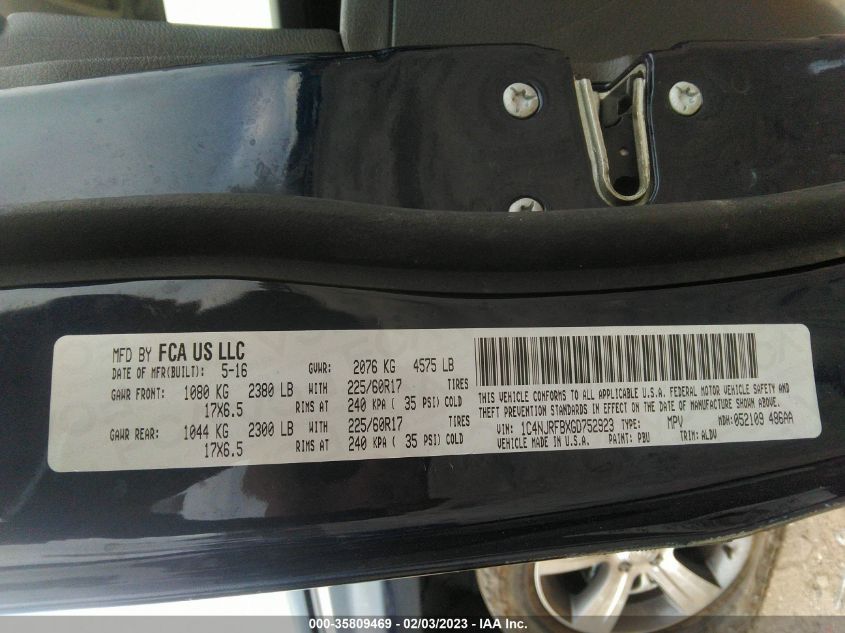 MFD BY FCA US LLC
DATE OF MFR(BUILT): 5-16 GVWR: 2076 KG 4575 LB
GAWR FRONT: 1080 KG 2380 LB WITH 225/60R17 TIRES
17X6.5 RIMS AT 240 KPA ( 35 PSI) COLD
GAWR REAR: 1044 KG 2300 LB WITH 225/60R17 TIRES
17X6.5 RIMS AT 240 KPA ( 35 PSI) COLD
THIS VEHICLE CONFORMS TO ALL APPLICABLE U.S.A. FEDERAL MOTOR VEHICLE SAFETY AND
THEFT PREVENTION STANDARDS IN EFFECT ON THE DATE OF MANUFACTURE SHOWN ABOVE.
VIN: 1C4NJRFBXGD752923 TYPE: MPV MDH: 052109 486AA
MADE IN U.S.A. PAINT: PBU TRIM: ALDV
000-35809469 - 02/03/2023 - IAA Inc.